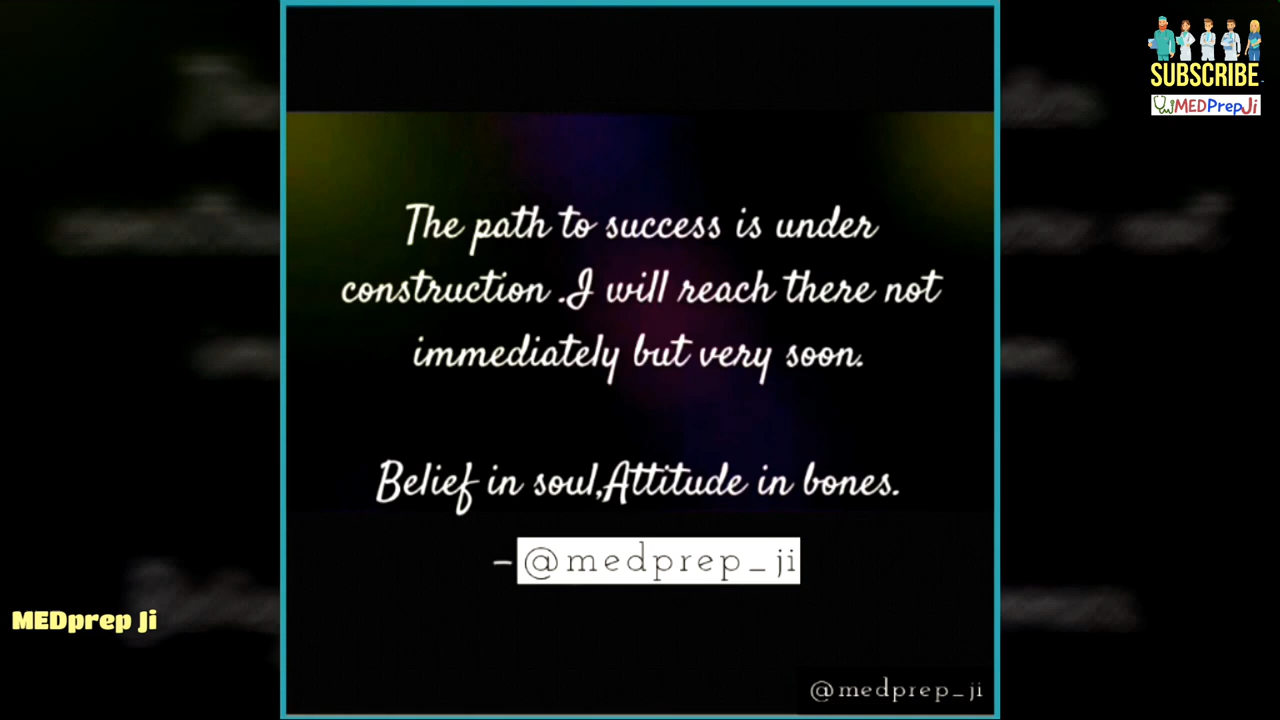 SUBSCRIBE
MEDPrepJi
The path to success is under
construction .I will reach there not
immediately but very soon.
Belief in soul,Attitude in bones.
-@medprep_ji
MEDprep Ji
@medprep_ji